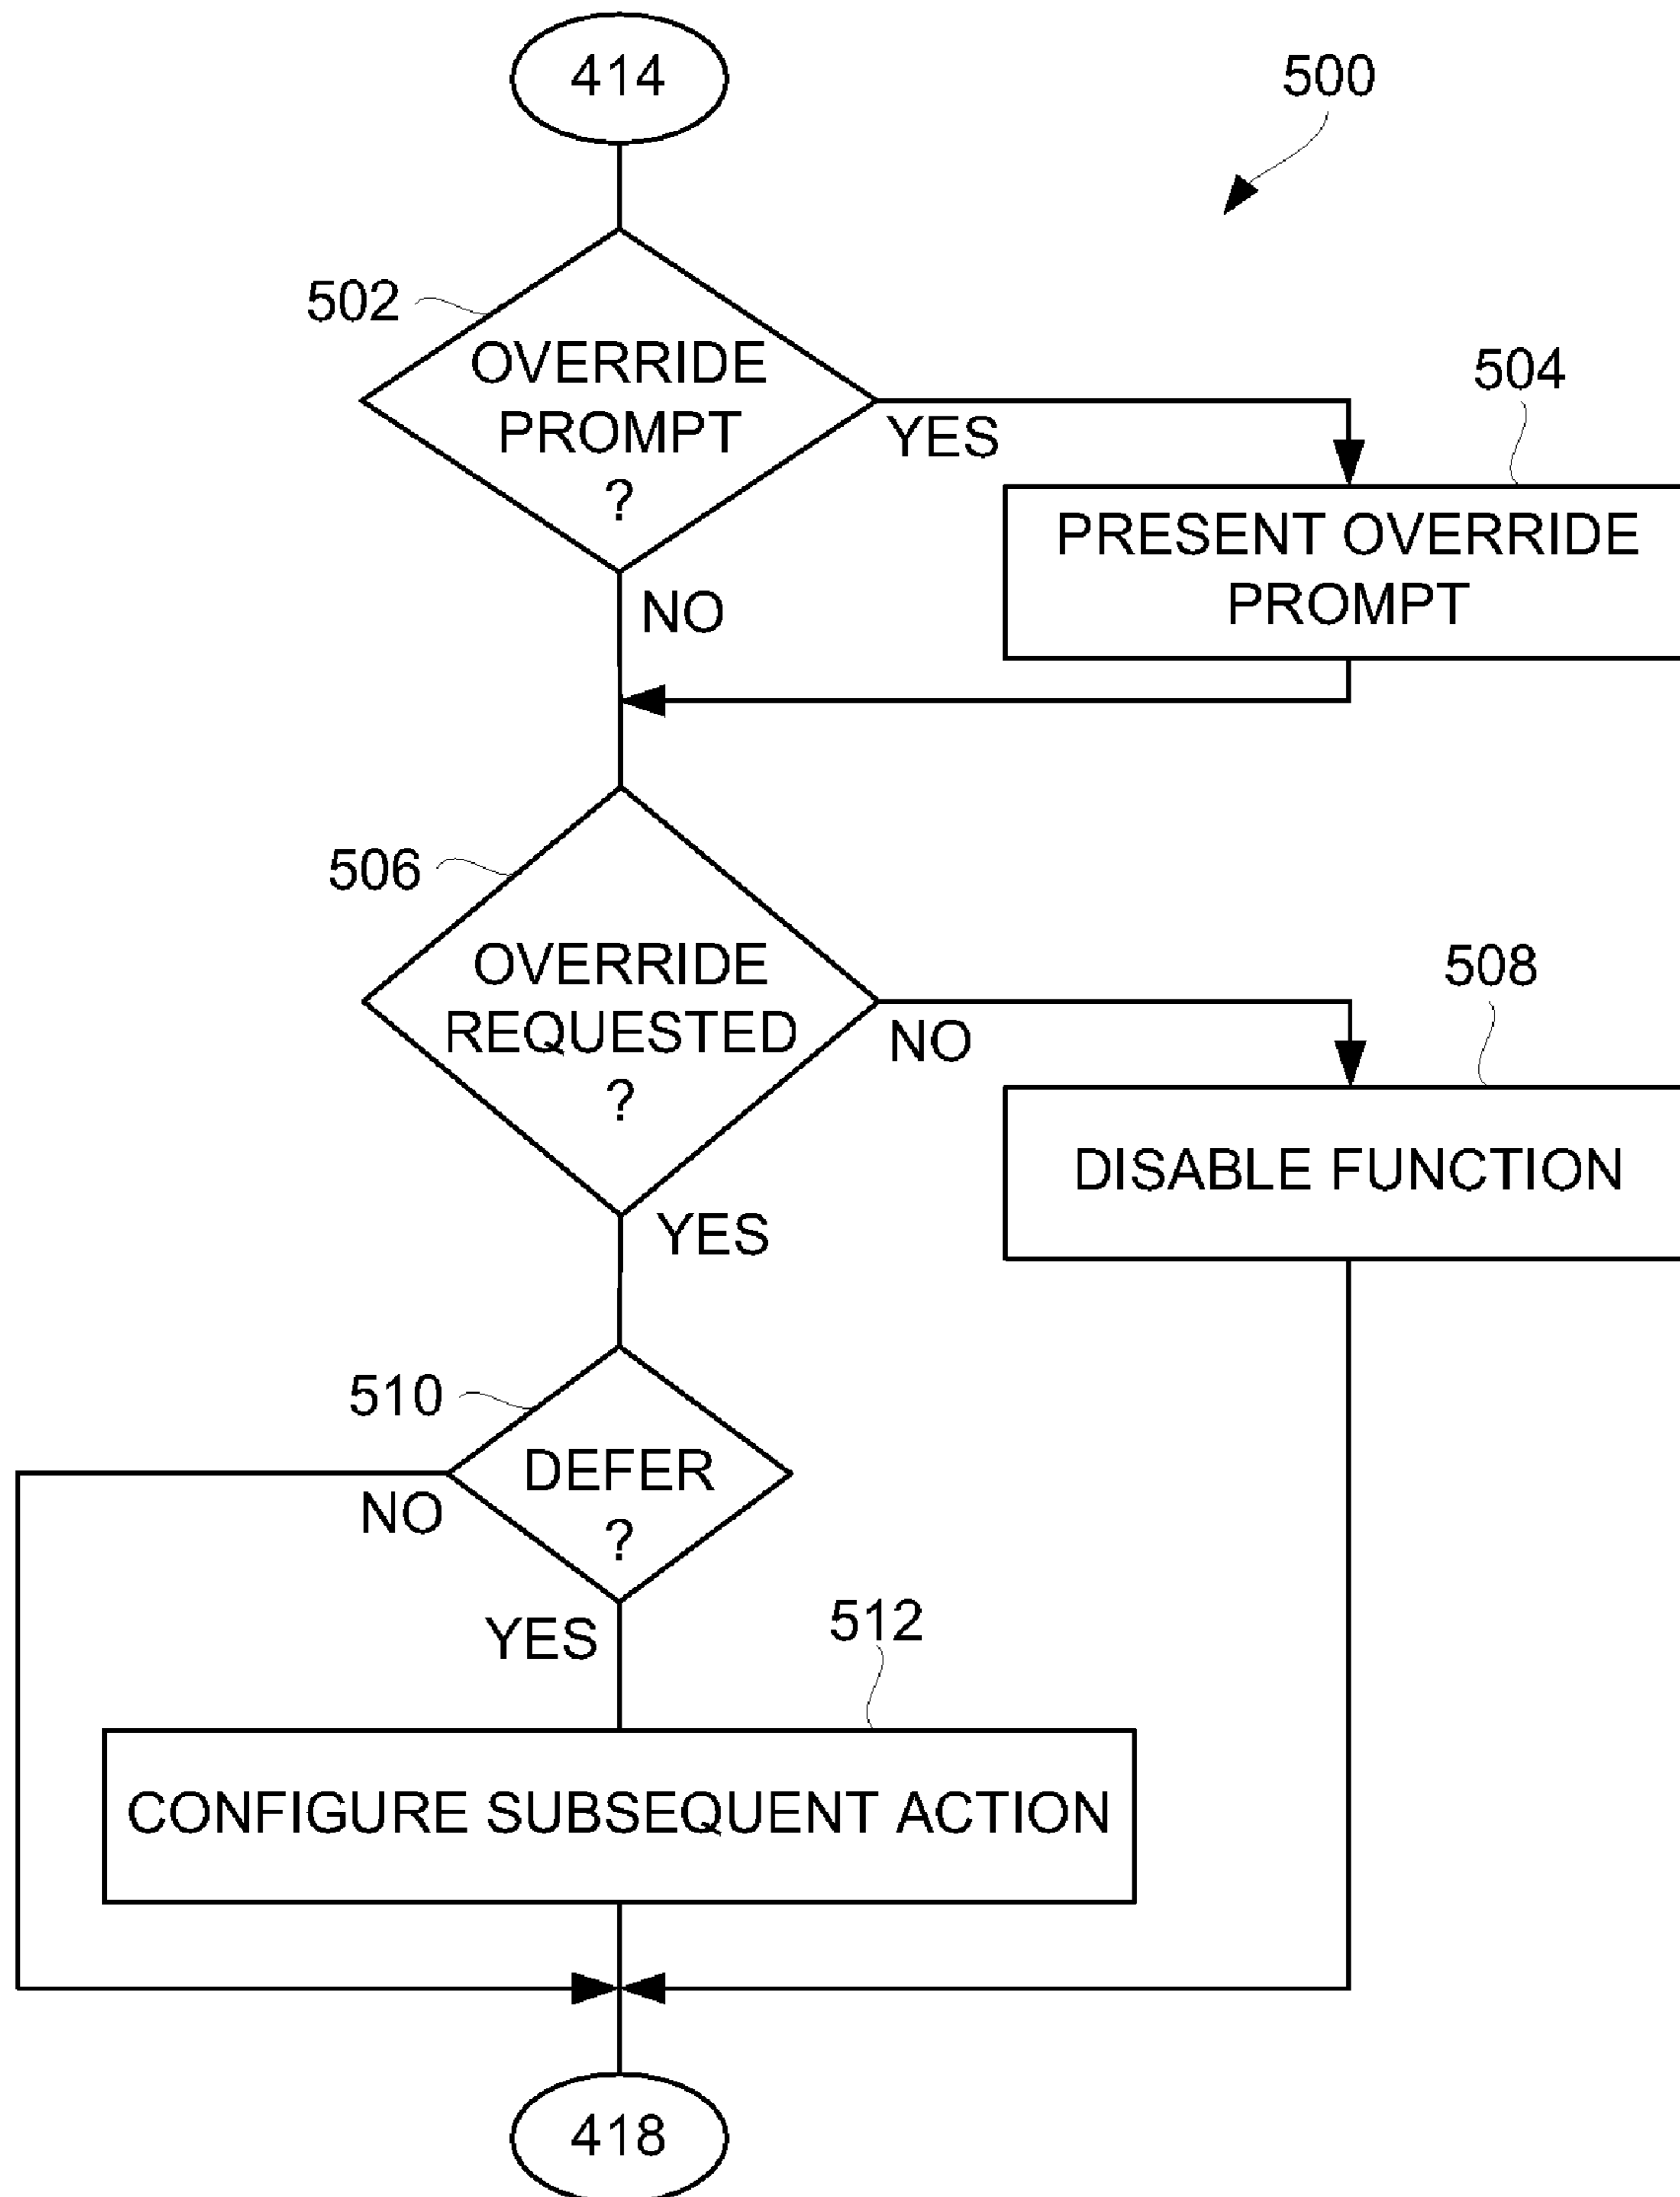 414
500
502
OVERRIDE
PROMPT
?
YES
NO
504
PRESENT OVERRIDE
PROMPT
506
OVERRIDE
REQUESTED
?
NO
YES
508
DISABLE FUNCTION
510
DEFER
?
NO
YES
512
CONFIGURE SUBSEQUENT ACTION
418